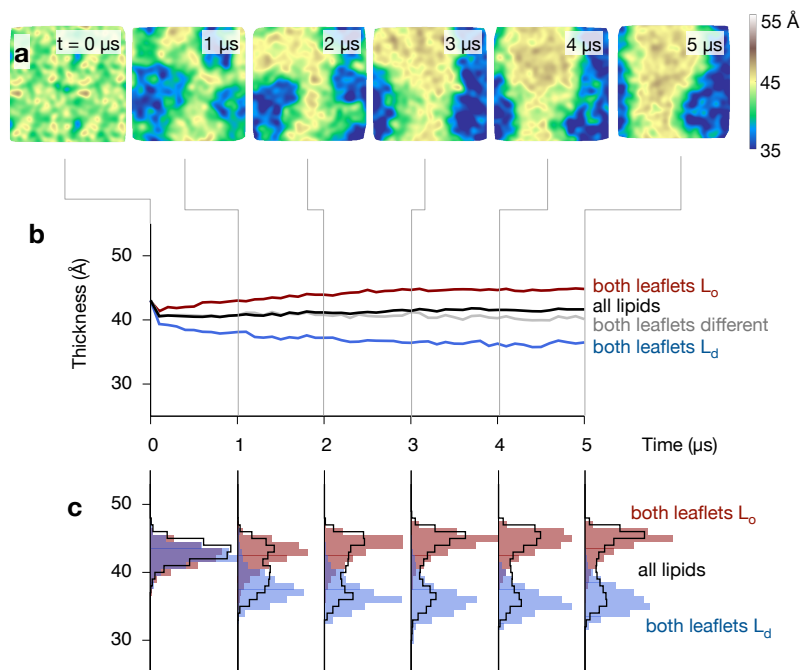 a
t = 0 µs
1 µs
2 µs
3 µs
4 µs
5 µs
55 Å
45
35
b
Thickness (Å)
50
40
30
both leaflets Lₒ
all lipids
both leaflets different
both leaflets L_d
0 1 2 3 4 5 Time (µs)
c
50
40
30
both leaflets Lₒ
all lipids
both leaflets L_d